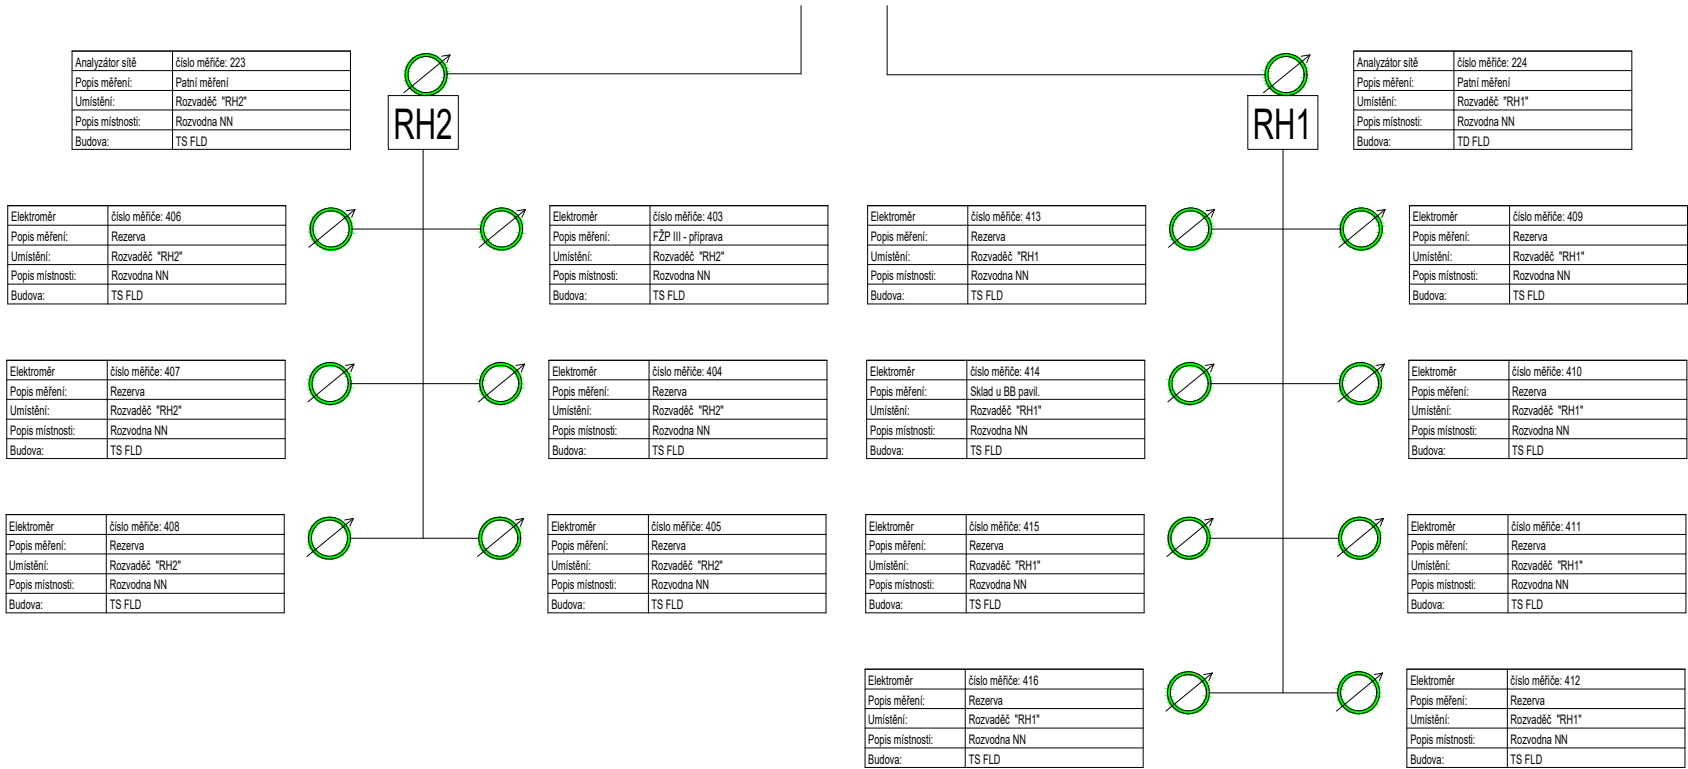 Analyzátor sítě číslo měřiče: 223
Popis měření: Patní měření
Umístění: Rozvaděč "RH2"
Popis místnosti: Rozvodna NN
Budova: TS FLD
RH2
RH1
Analyzátor sítě číslo měřiče: 224
Popis měření: Patní měření
Umístění: Rozvaděč "RH1"
Popis místnosti: Rozvodna NN
Budova: TD FLD
Elektroměr číslo měřiče: 406
Popis měření: Rezerva
Umístění: Rozvaděč "RH2"
Popis místnosti: Rozvodna NN
Budova: TS FLD
Elektroměr číslo měřiče: 403
Popis měření: FŽP III - příprava
Umístění: Rozvaděč "RH2"
Popis místnosti: Rozvodna NN
Budova: TS FLD
Elektroměr číslo měřiče: 413
Popis měření: Rezerva
Umístění: Rozvaděč "RH1
Popis místnosti: Rozvodna NN
Budova: TS FLD
Elektroměr číslo měřiče: 409
Popis měření: Rezerva
Umístění: Rozvaděč "RH1"
Popis místnosti: Rozvodna NN
Budova: TS FLD
Elektroměr číslo měřiče: 407
Popis měření: Rezerva
Umístění: Rozvaděč "RH2"
Popis místnosti: Rozvodna NN
Budova: TS FLD
Elektroměr číslo měřiče: 404
Popis měření: Rezerva
Umístění: Rozvaděč "RH2"
Popis místnosti: Rozvodna NN
Budova: TS FLD
Elektroměr číslo měřiče: 414
Popis měření: Sklad u BB pavil.
Umístění: Rozvaděč "RH1"
Popis místnosti: Rozvodna NN
Budova: TS FLD
Elektroměr číslo měřiče: 410
Popis měření: Rezerva
Umístění: Rozvaděč "RH1"
Popis místnosti: Rozvodna NN
Budova: TS FLD
Elektroměr číslo měřiče: 408
Popis měření: Rezerva
Umístění: Rozvaděč "RH2"
Popis místnosti: Rozvodna NN
Budova: TS FLD
Elektroměr číslo měřiče: 405
Popis měření: Rezerva
Umístění: Rozvaděč "RH2"
Popis místnosti: Rozvodna NN
Budova: TS FLD
Elektroměr číslo měřiče: 415
Popis měření: Rezerva
Umístění: Rozvaděč "RH1"
Popis místnosti: Rozvodna NN
Budova: TS FLD
Elektroměr číslo měřiče: 411
Popis měření: Rezerva
Umístění: Rozvaděč "RH1"
Popis místnosti: Rozvodna NN
Budova: TS FLD
Elektroměr číslo měřiče: 416
Popis měření: Rezerva
Umístění: Rozvaděč "RH1"
Popis místnosti: Rozvodna NN
Budova: TS FLD
Elektroměr číslo měřiče: 412
Popis měření: Rezerva
Umístění: Rozvaděč "RH1"
Popis místnosti: Rozvodna NN
Budova: TS FLD